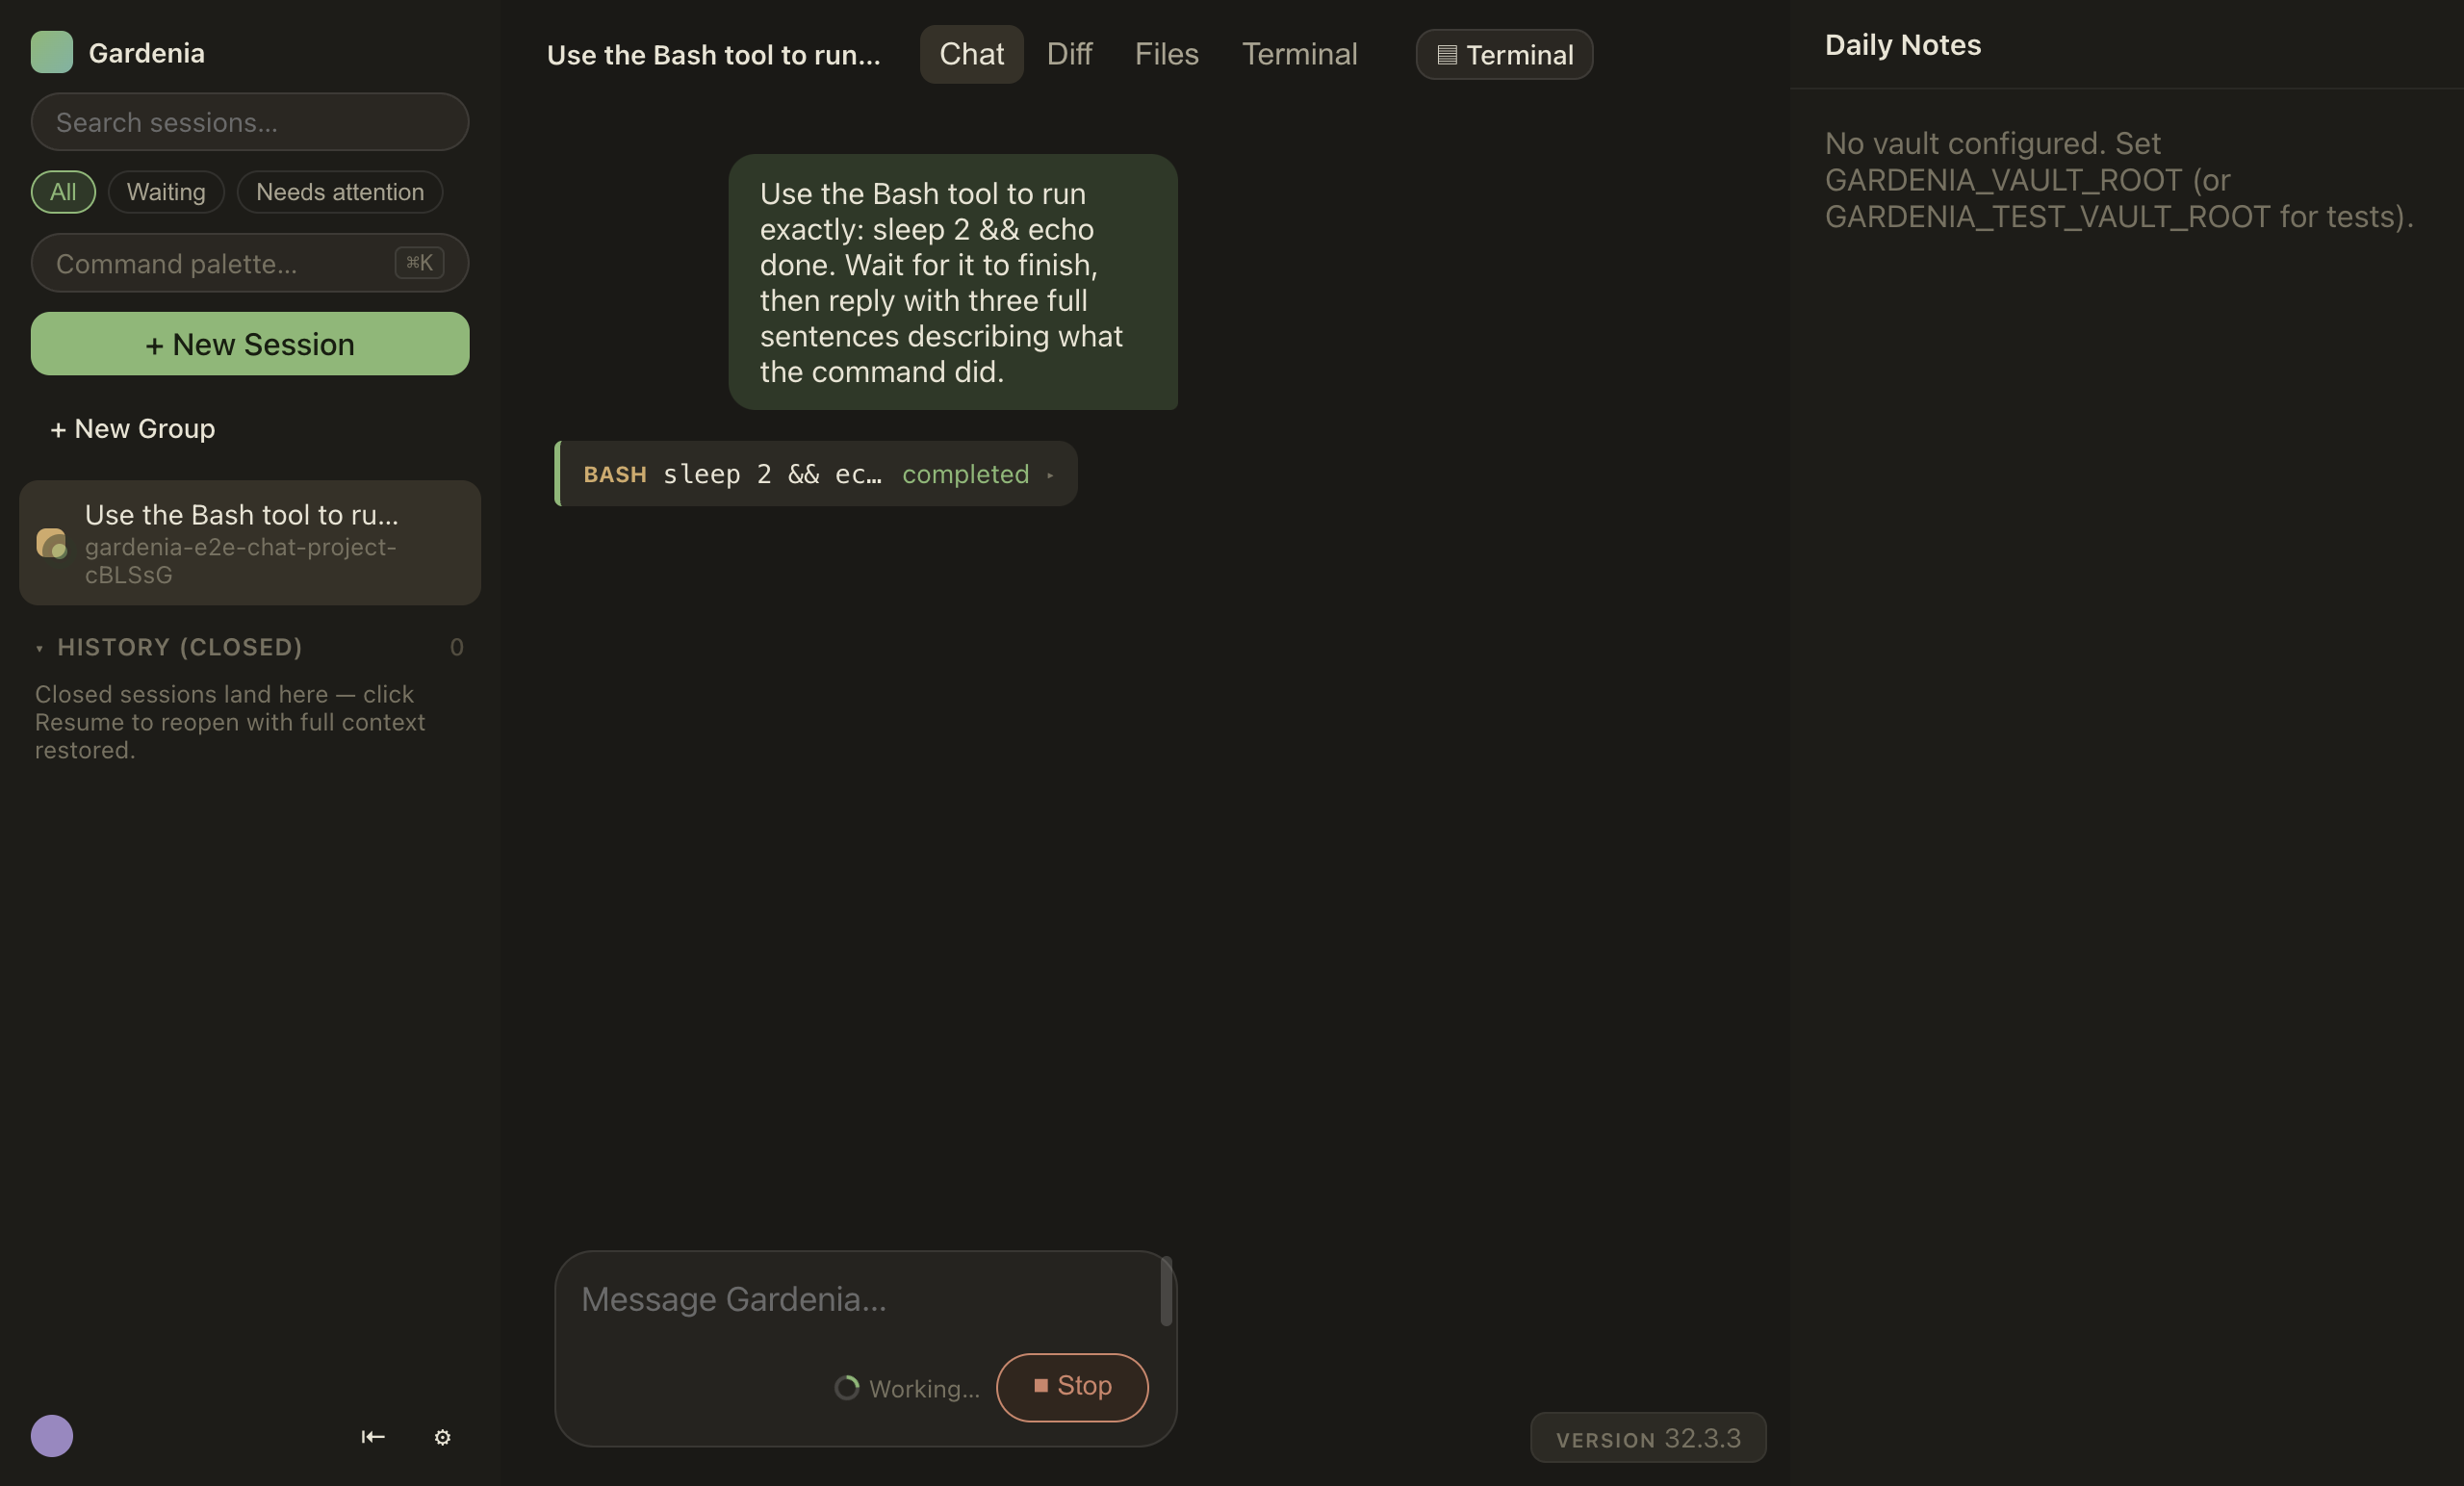 Gardenia
Search sessions...
All
Waiting
Needs attention
Command palette...
⌘K
+ New Session
+ New Group
Use the Bash tool to ru...
gardenia-e2e-chat-project-
cBLSsG
HISTORY (CLOSED)
0
Closed sessions land here — click
Resume to reopen with full context
restored.
Use the Bash tool to run...
Chat
Diff
Files
Terminal
Terminal
Use the Bash tool to run
exactly: sleep 2 && echo
done. Wait for it to finish,
then reply with three full
sentences describing what
the command did.
BASH sleep 2 && ec… completed
Message Gardenia...
Working...
Stop
VERSION 32.3.3
Daily Notes
No vault configured. Set
GARDENIA_VAULT_ROOT (or
GARDENIA_TEST_VAULT_ROOT for tests).